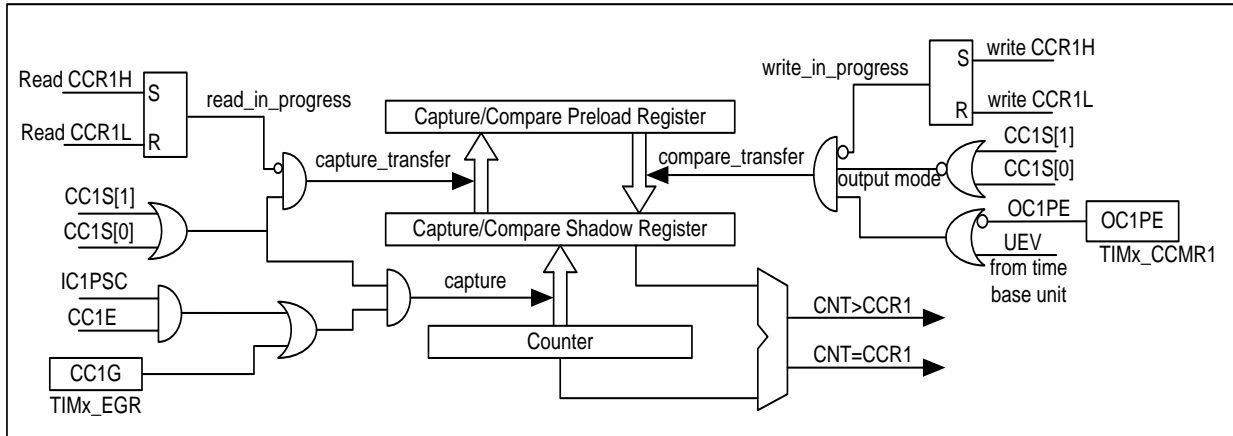 Read CCR1H
S
read_in_progress
Read CCR1L
R
Capture/Compare Preload Register
write_in_progress
S
write CCR1H
R
write CCR1L
capture_transfer
compare_transfer
output mode
CC1S[1]
CC1S[0]
CC1S[1]
CC1S[0]
Capture/Compare Shadow Register
OC1PE
OC1PE
UEV
TIMx_CCMR1
from time
base unit
IC1PSC
CC1E
capture
Counter
CNT>CCR1
CNT=CCR1
CC1G
TIMx_EGR